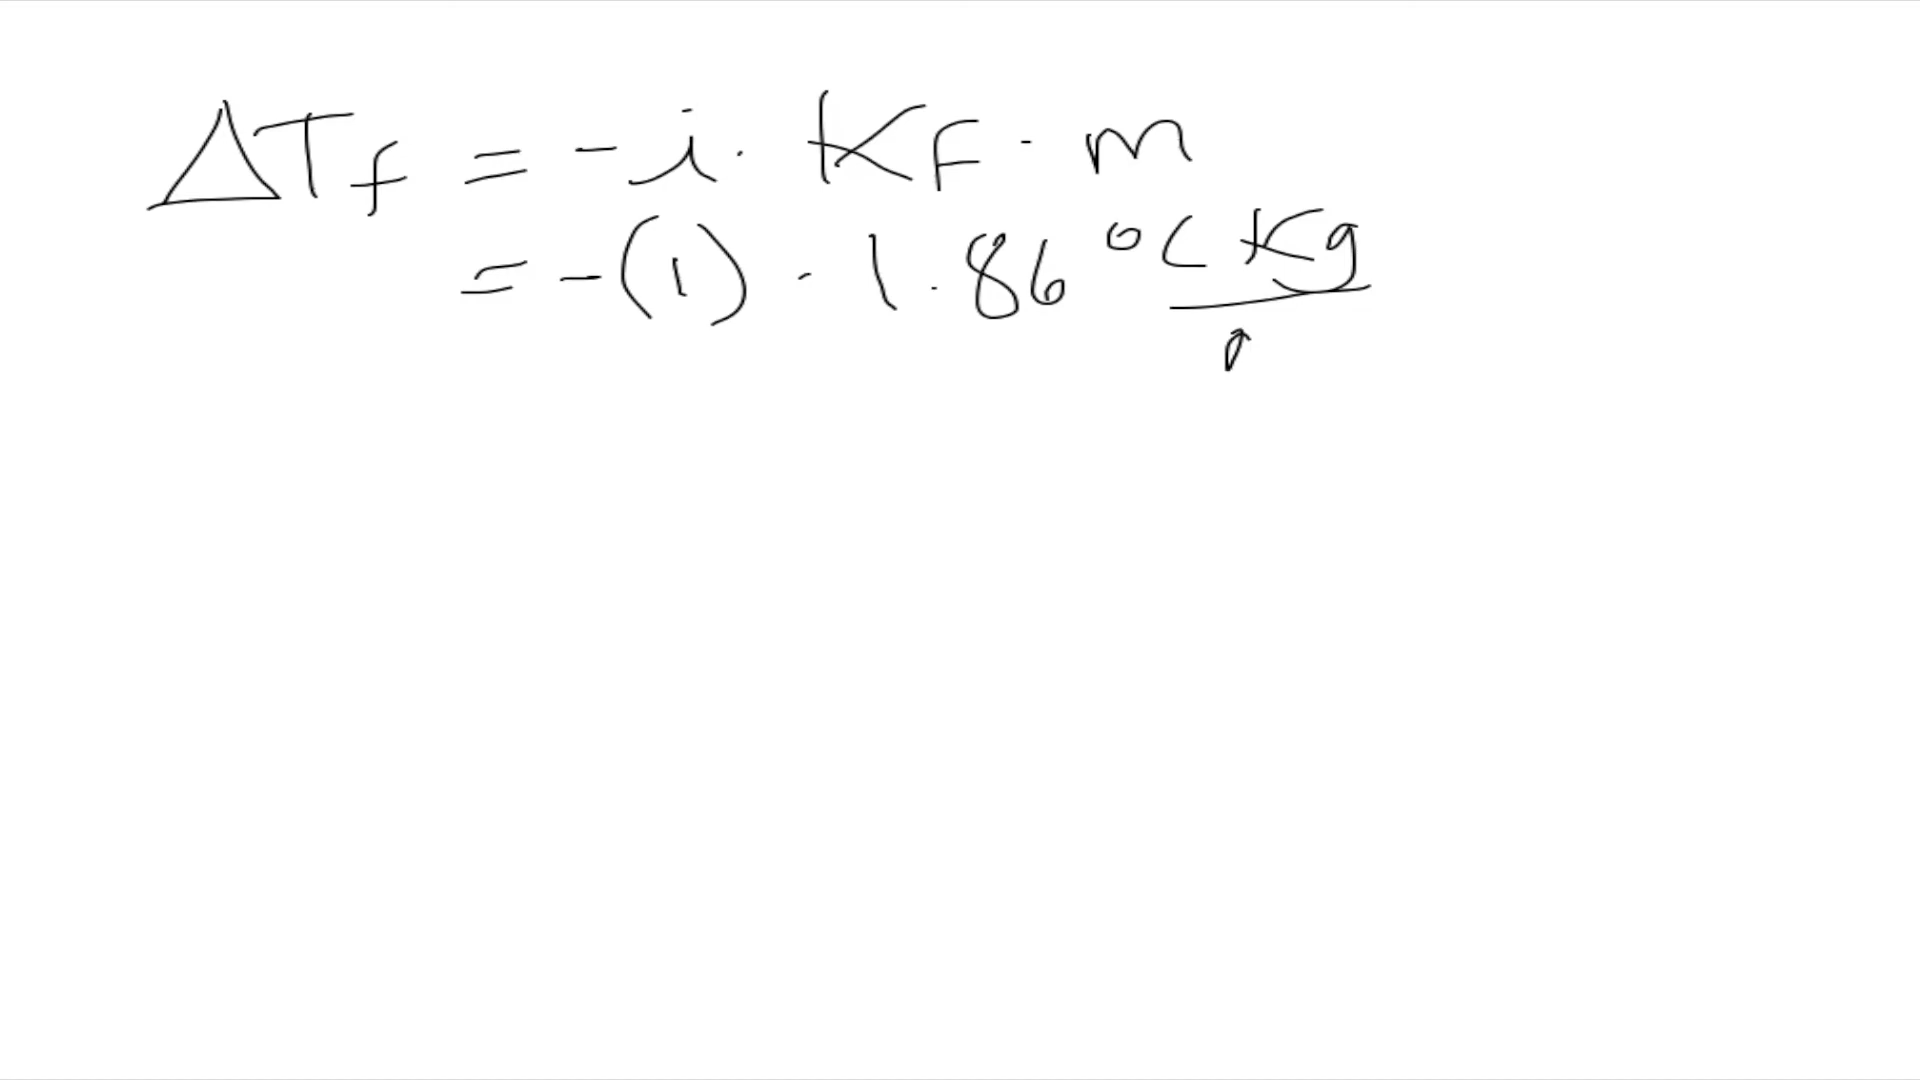 ΔTf = -i · KF · m
= -(1) · 1.86 °C Kg /